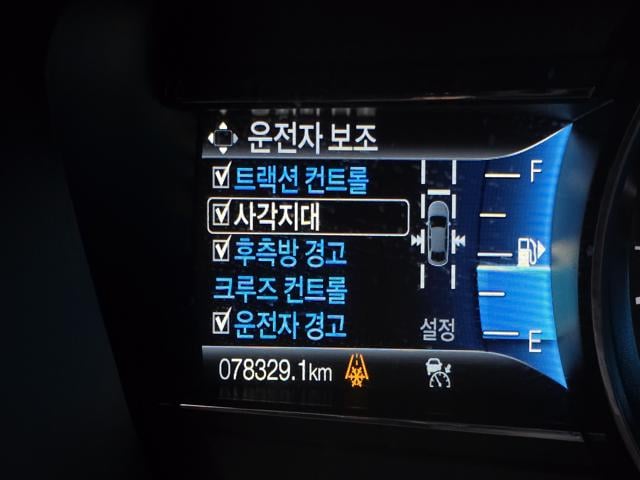 운전자 보조
트랙션 컨트롤
F
사각지대
후측방 경고
크루즈 컨트롤
운전자 경고
설정
E
078329.1km